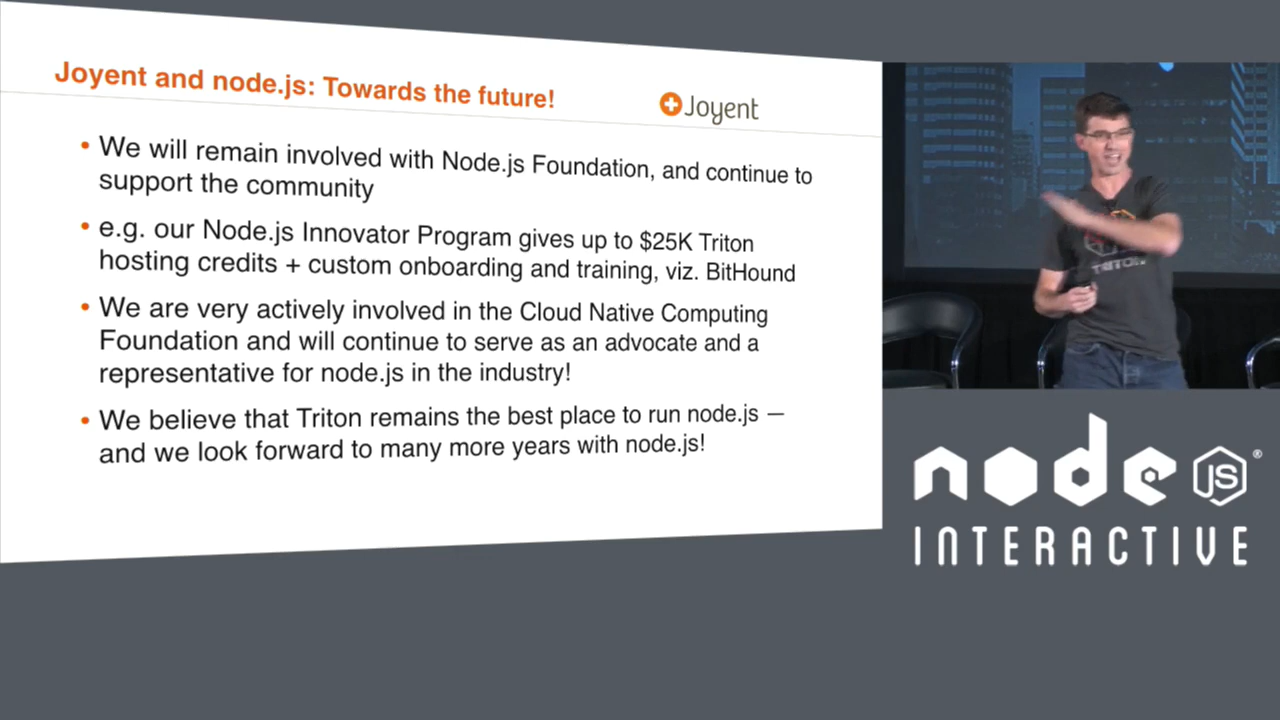 Joyent and node.js: Towards the future!
Joyent
• We will remain involved with Node.js Foundation, and continue to
support the community
• e.g. our Node.js Innovator Program gives up to $25K Triton
hosting credits + custom onboarding and training, viz. BitHound
• We are very actively involved in the Cloud Native Computing
Foundation and will continue to serve as an advocate and a
representative for node.js in the industry!
• We believe that Triton remains the best place to run node.js —
and we look forward to many more years with node.js!
TRITON
node JS ®
INTERACTIVE